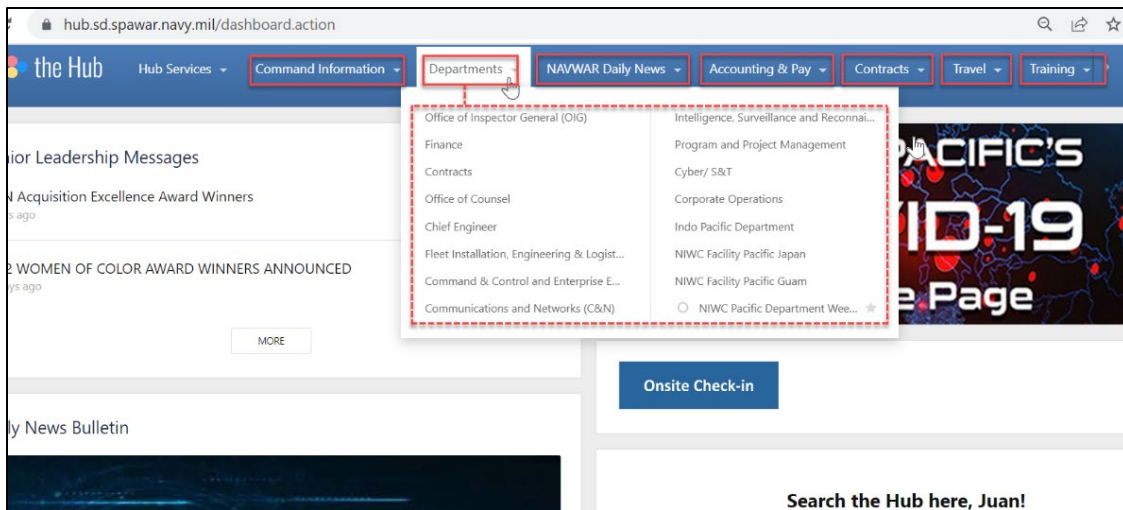 hub.sd.spawar.navy.mil/dashboard.action
the Hub
Hub Services
Command Information
Departments
NAVWAR Daily News
Accounting & Pay
Contracts
Travel
Training
Office of Inspector General (OIG)
Finance
Contracts
Office of Counsel
Chief Engineer
Fleet Installation, Engineering & Logist...
Command & Control and Enterprise E...
Communications and Networks (C&N)
Intelligence, Surveillance and Reconnai...
Program and Project Management
Cyber/ S&T
Corporate Operations
Indo Pacific Department
NIWC Facility Pacific Japan
NIWC Facility Pacific Guam
NIWC Pacific Department Wee...
nior Leadership Messages
N Acquisition Excellence Award Winners
s ago
2 WOMEN OF COLOR AWARD WINNERS ANNOUNCED
ys ago
MORE
PACIFIC'S
ID-19
e Page
Onsite Check-in
ly News Bulletin
Search the Hub here, Juan!